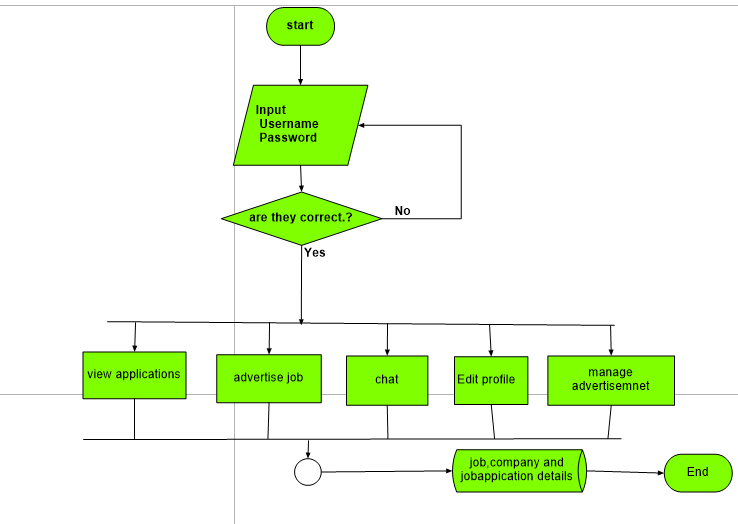 start
Input
Username
Password
are they correct.?
No
Yes
view applications
advertise job
chat
Edit profile
manage
advertisemnet
job,company and
jobappication details
End